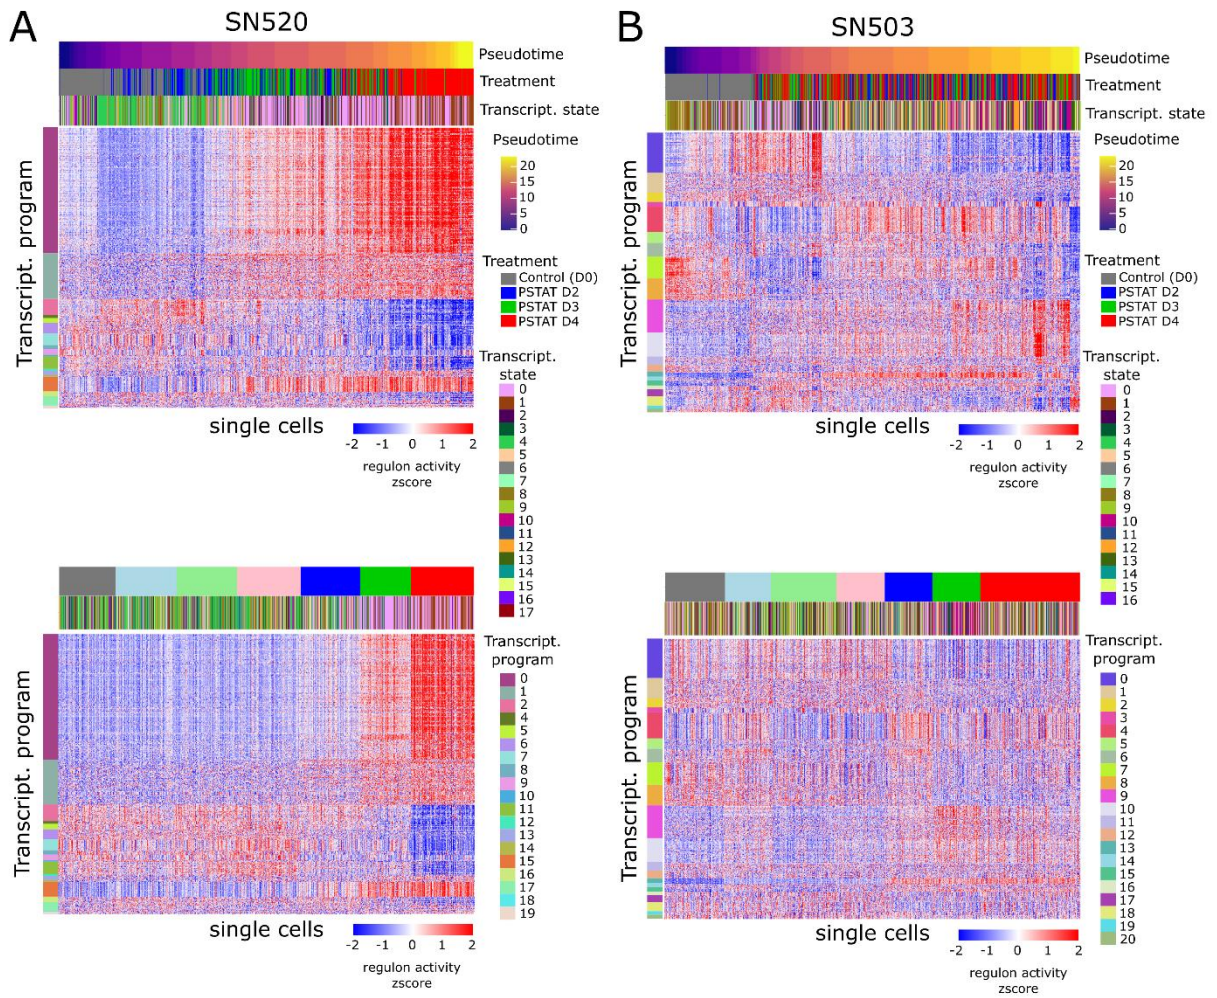 A
SN520
Pseudotime
Treatment
Transcript. state
Transcript. program
Pseudotime
20
15
10
5
0
Treatment
Control (D0)
PSTAT D2
PSTAT D3
PSTAT D4
Transcript.
state
0
1
2
3
4
5
6
7
8
9
10
11
12
13
14
15
16
17
single cells
-2
-1
0
1
2
regulon activity
zscore
Transcript. program
Transcript.
program
0
1
2
4
5
6
7
8
9
10
11
12
13
14
15
16
17
18
19
single cells
-2
-1
0
1
2
regulon activity
zscore
B
SN503
Pseudotime
Treatment
Transcript. state
Transcript. program
Pseudotime
20
15
10
5
0
Treatment
Control (D0)
PSTAT D2
PSTAT D3
PSTAT D4
Transcript.
state
0
1
2
3
4
5
6
7
8
9
10
11
12
13
14
15
16
single cells
-2
-1
0
1
2
regulon activity
zscore
Transcript. program
Transcript.
program
0
1
2
3
4
5
6
7
8
9
10
11
12
13
14
15
16
17
18
19
20
single cells
-2
-1
0
1
2
regulon activity
zscore